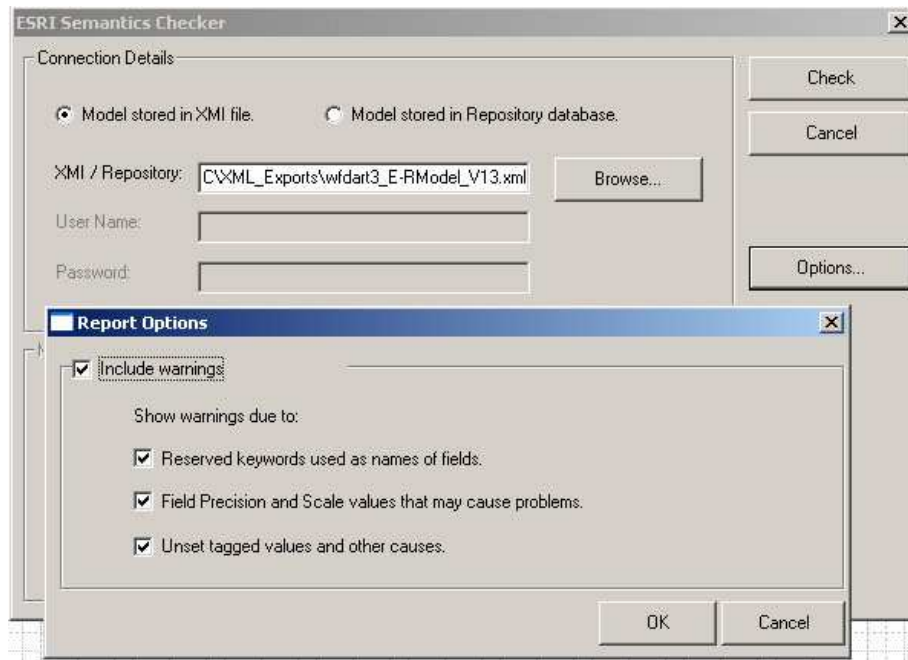 ESRI Semantics Checker
Connection Details
Check
Model stored in XMI file.
Model stored in Repository database.
Cancel
XMI / Repository:
C\XML_Exports\wfdart3_E-RModel_V13.xml
Browse...
User Name:
Password:
Options...
Report Options
Include warnings
Show warnings due to:
Reserved keywords used as names of fields.
Field Precision and Scale values that may cause problems.
Unset tagged values and other causes.
OK
Cancel